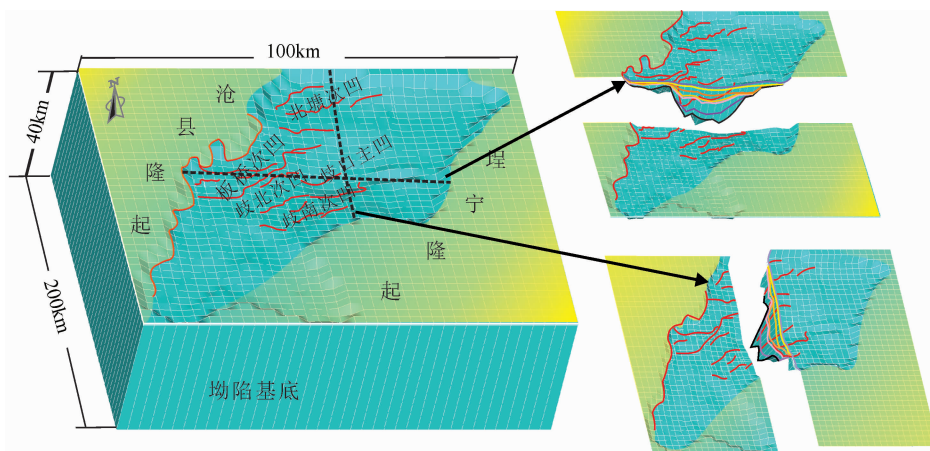 100km
40km
200km
N
沧县隆起
北塘次凹
板桥次凹
歧口主凹
歧北次凹
歧南次凹
埕宁隆起
坳陷基底